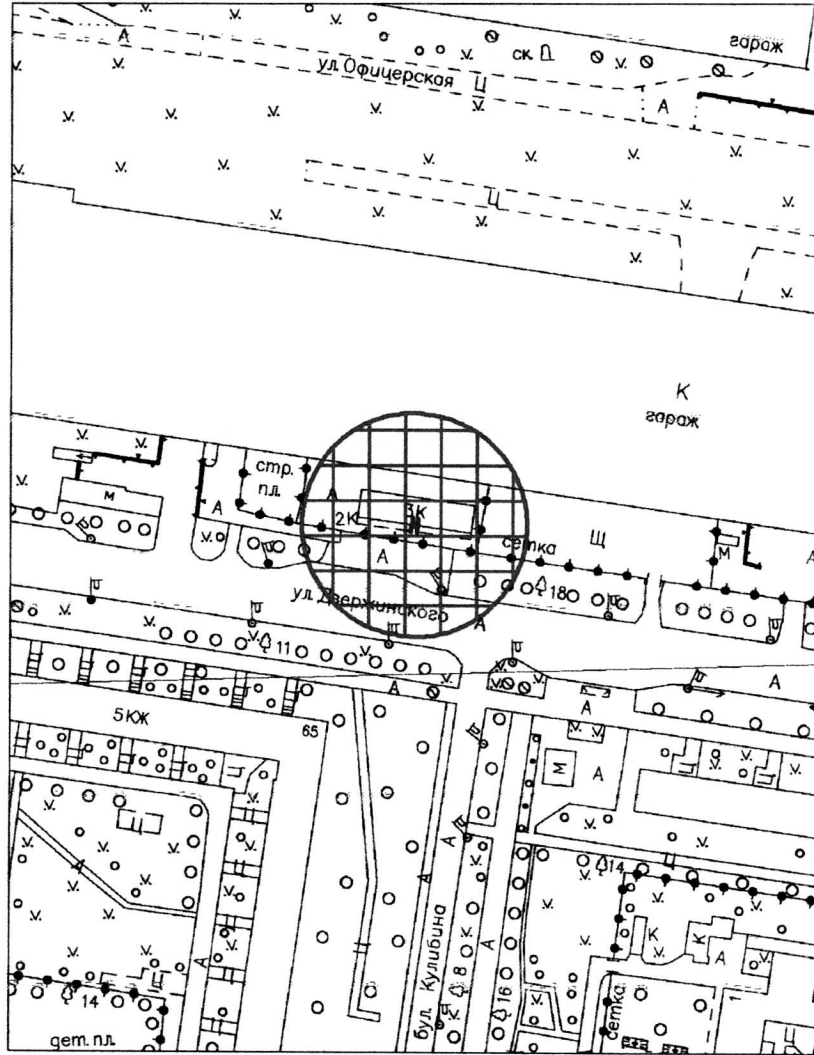 А
ск. П
гараж
ул. Офицерская
Ц
А
Ц
К
гараж
стр.
пл.
А
3К
2К
м
А
А
сетка
Щ
М
А
ул. Дзержинского
18
А
11
А
А
А
5КЖ
65
Ц
М
А
Ц
Ц
Ц
Ц
14
Ц
А
А
А
Ц
К
К
А
А
Ц
бул. Кулибина
8
А
16
сетка
14
дет. пл.
Ц